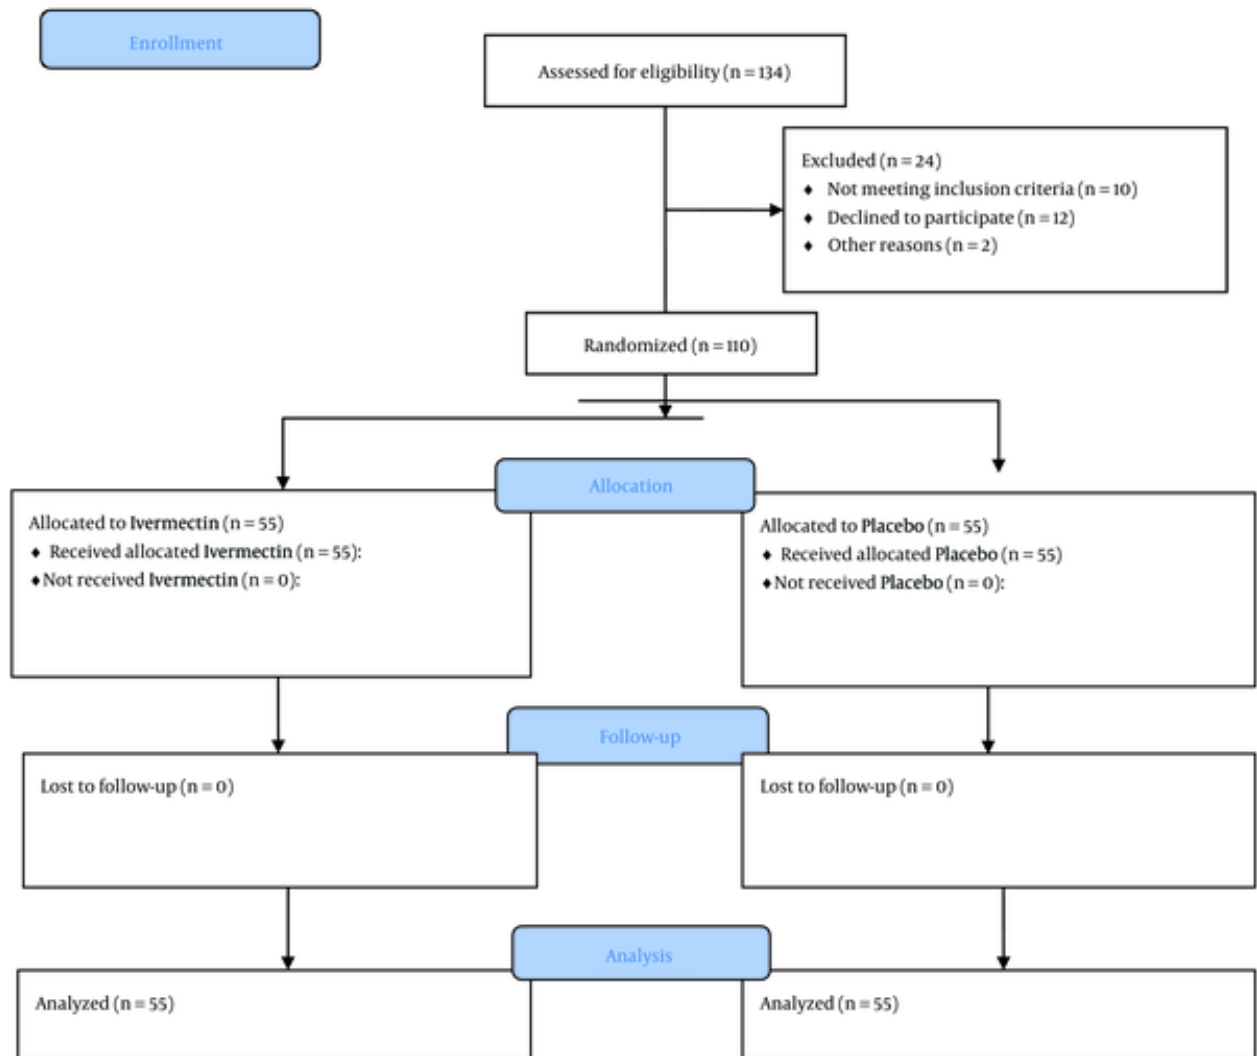 Enrollment
Assessed for eligibility (n = 134)
Excluded (n = 24)
♦ Not meeting inclusion criteria (n = 10)
♦ Declined to participate (n = 12)
♦ Other reasons (n = 2)
Randomized (n = 110)
Allocation
Allocated to Ivermectin (n = 55)
♦ Received allocated Ivermectin (n = 55):
♦Not received Ivermectin (n = 0):
Allocated to Placebo (n = 55)
♦ Received allocated Placebo (n = 55)
♦Not received Placebo (n = 0):
Follow-up
Lost to follow-up (n = 0)
Lost to follow-up (n = 0)
Analysis
Analyzed (n = 55)
Analyzed (n = 55)